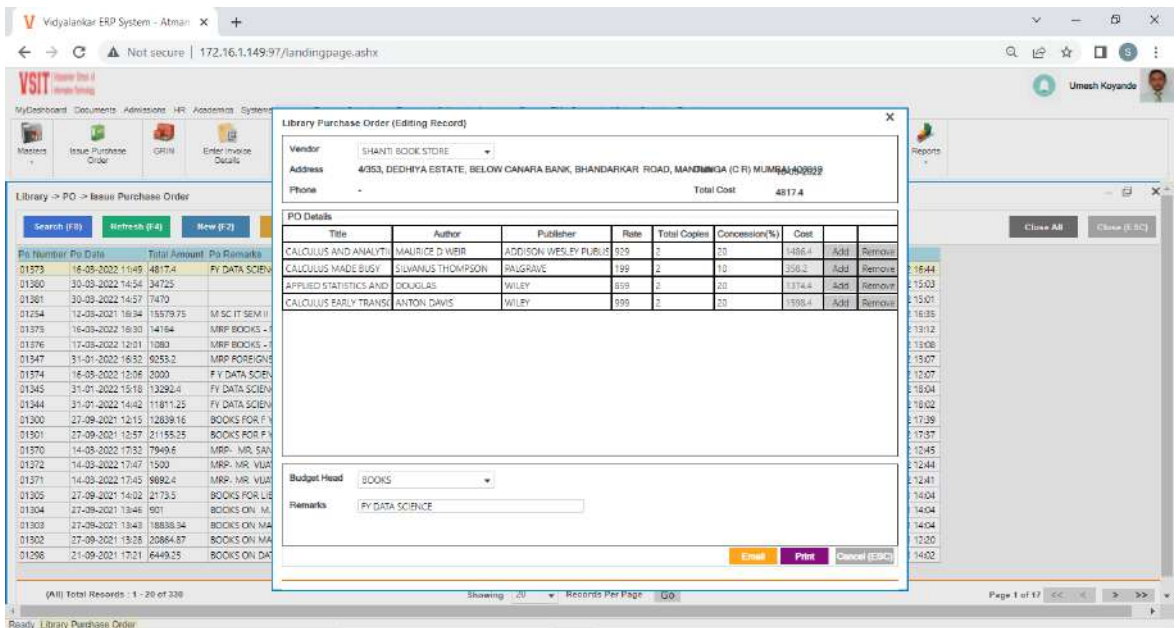 Vidyalankar ERP System - Atman
Not secure | 172.16.1.149:97/landingpage.ashx
S
VSIT
Umesh Koyande
MyDashboard Documents Admissions HR Academics Systems
Masters Issue Purchase Order GRIN Enter Invoice Details Reports
Library -> PO -> Issue Purchase Order
Search (F8) Refresh (F4) New (F2) Close All Close (ESC)
Po Number Po Date Total Amount Po Remarks
01373 16-03-2022 11:49 4817.4 FY DATA SCIEN 16:44
01380 30-03-2022 14:54 34725 15:03
01381 30-03-2022 14:57 7470 15:01
01254 12-03-2021 16:34 15579.75 M SC IT SEM II 16:35
01375 16-03-2022 16:30 14164 MRP BOOKS - 13:12
01376 17-03-2022 12:01 1080 MRP BOOKS - 13:08
01347 31-01-2022 16:32 9253.2 MRP FOREIGNS 13:07
01374 16-03-2022 12:06 2000 F Y DATA SCIEN 12:07
01345 31-01-2022 15:18 13292.4 FY DATA SCIEN 18:04
01344 31-01-2022 14:42 11811.25 FY DATA SCIEN 18:02
01300 27-09-2021 12:15 12839.16 BOOKS FOR F Y 17:39
01301 27-09-2021 12:57 21155.25 BOOKS FOR F Y 17:37
01370 14-03-2022 17:32 7949.6 MRP- MR. SAN 12:45
01372 14-03-2022 17:47 1500 MRP- MR VIJA 12:44
01371 14-03-2022 17:45 9892.4 MRP- MR VIJA 12:41
01305 27-09-2021 14:02 2173.5 BOOKS FOR LIB 14:04
01304 27-09-2021 13:46 901 BOOKS ON M. 14:04
01303 27-09-2021 13:43 18838.34 BOOKS ON MA 14:04
01302 27-09-2021 13:28 20864.87 BOOKS ON MA 12:20
01298 21-09-2021 17:21 6449.25 BOOKS ON DA 14:02
Library Purchase Order (Editing Record) X
Vendor SHANTI BOOK STORE
Address 4/353, DEDHIYA ESTATE, BELOW CANARA BANK, BHANDARKAR ROAD, (C R)
Phone - Total Cost 4817.4
PO Details
Title Author Publisher Rate Total Copies Concession(%) Cost
CALCULUS AND ANALYTI MAURICE D WEIR ADDISON WESLEY PUBLIS 929 2 20 1486.4 Add Remove
CALCULUS MADE BUSY SILVANUS THOMPSON PALGRAVE 199 2 10 358.2 Add Remove
APPLIED STATISTICS AND DOUGLAS WILEY 859 2 20 1374.4 Add Remove
CALCULUS EARLY TRANSC ANTON DAVIS WILEY 999 2 20 1598.4 Add Remove
Budget Head BOOKS
Remarks FY DATA SCIENCE
Email Print Cancel (ESC)
(All) Total Records : 1 - 20 of 330 Showing 20 Records Per Page Go Page 1 of 17 << < > >>
Ready Library Purchase Order